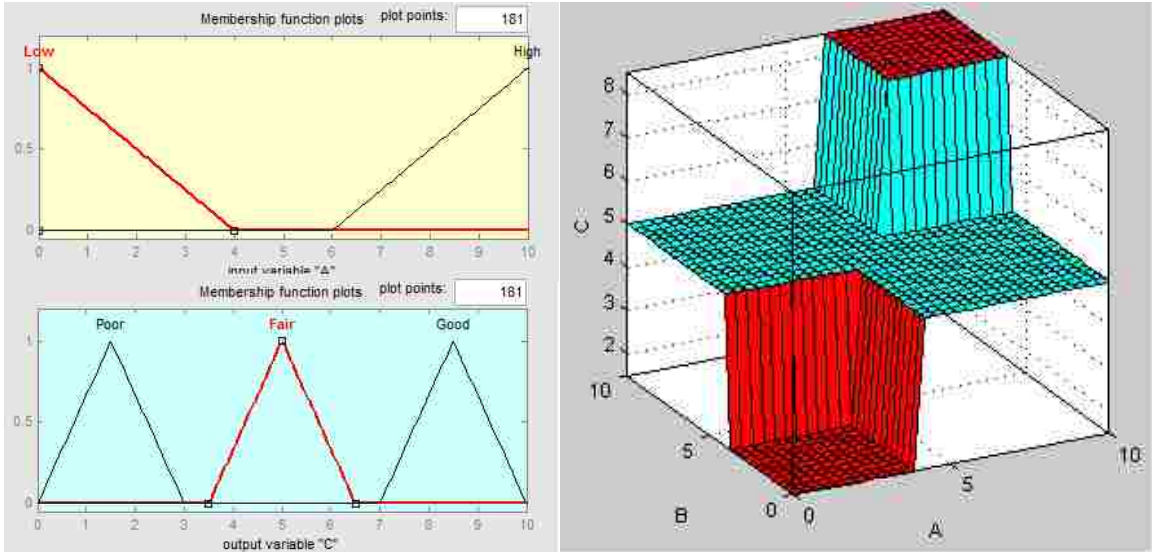 Membership function plots plot points: 181
Low High
1
0.5
0
0 1 2 3 4 5 6 7 8 9 10
input variable "A"
Membership function plots plot points: 181
Poor Fair Good
1
0.5
0
0 1 2 3 4 5 6 7 8 9 10
output variable "C"
8
7
6
5
4
3
2
C
10
5
0
B
0
5
10
A